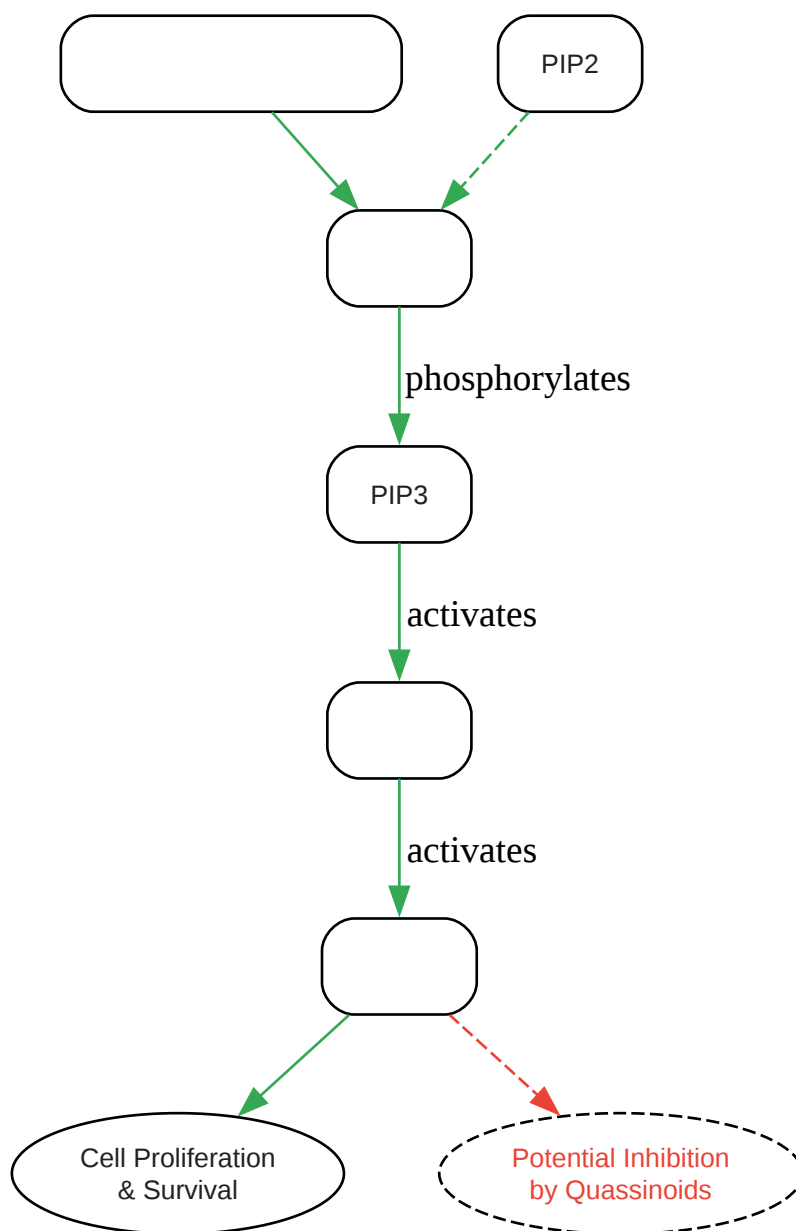 PIP2
phosphorylates
PIP3
activates
activates
Cell Proliferation
& Survival
Potential Inhibition
by Quassinoids